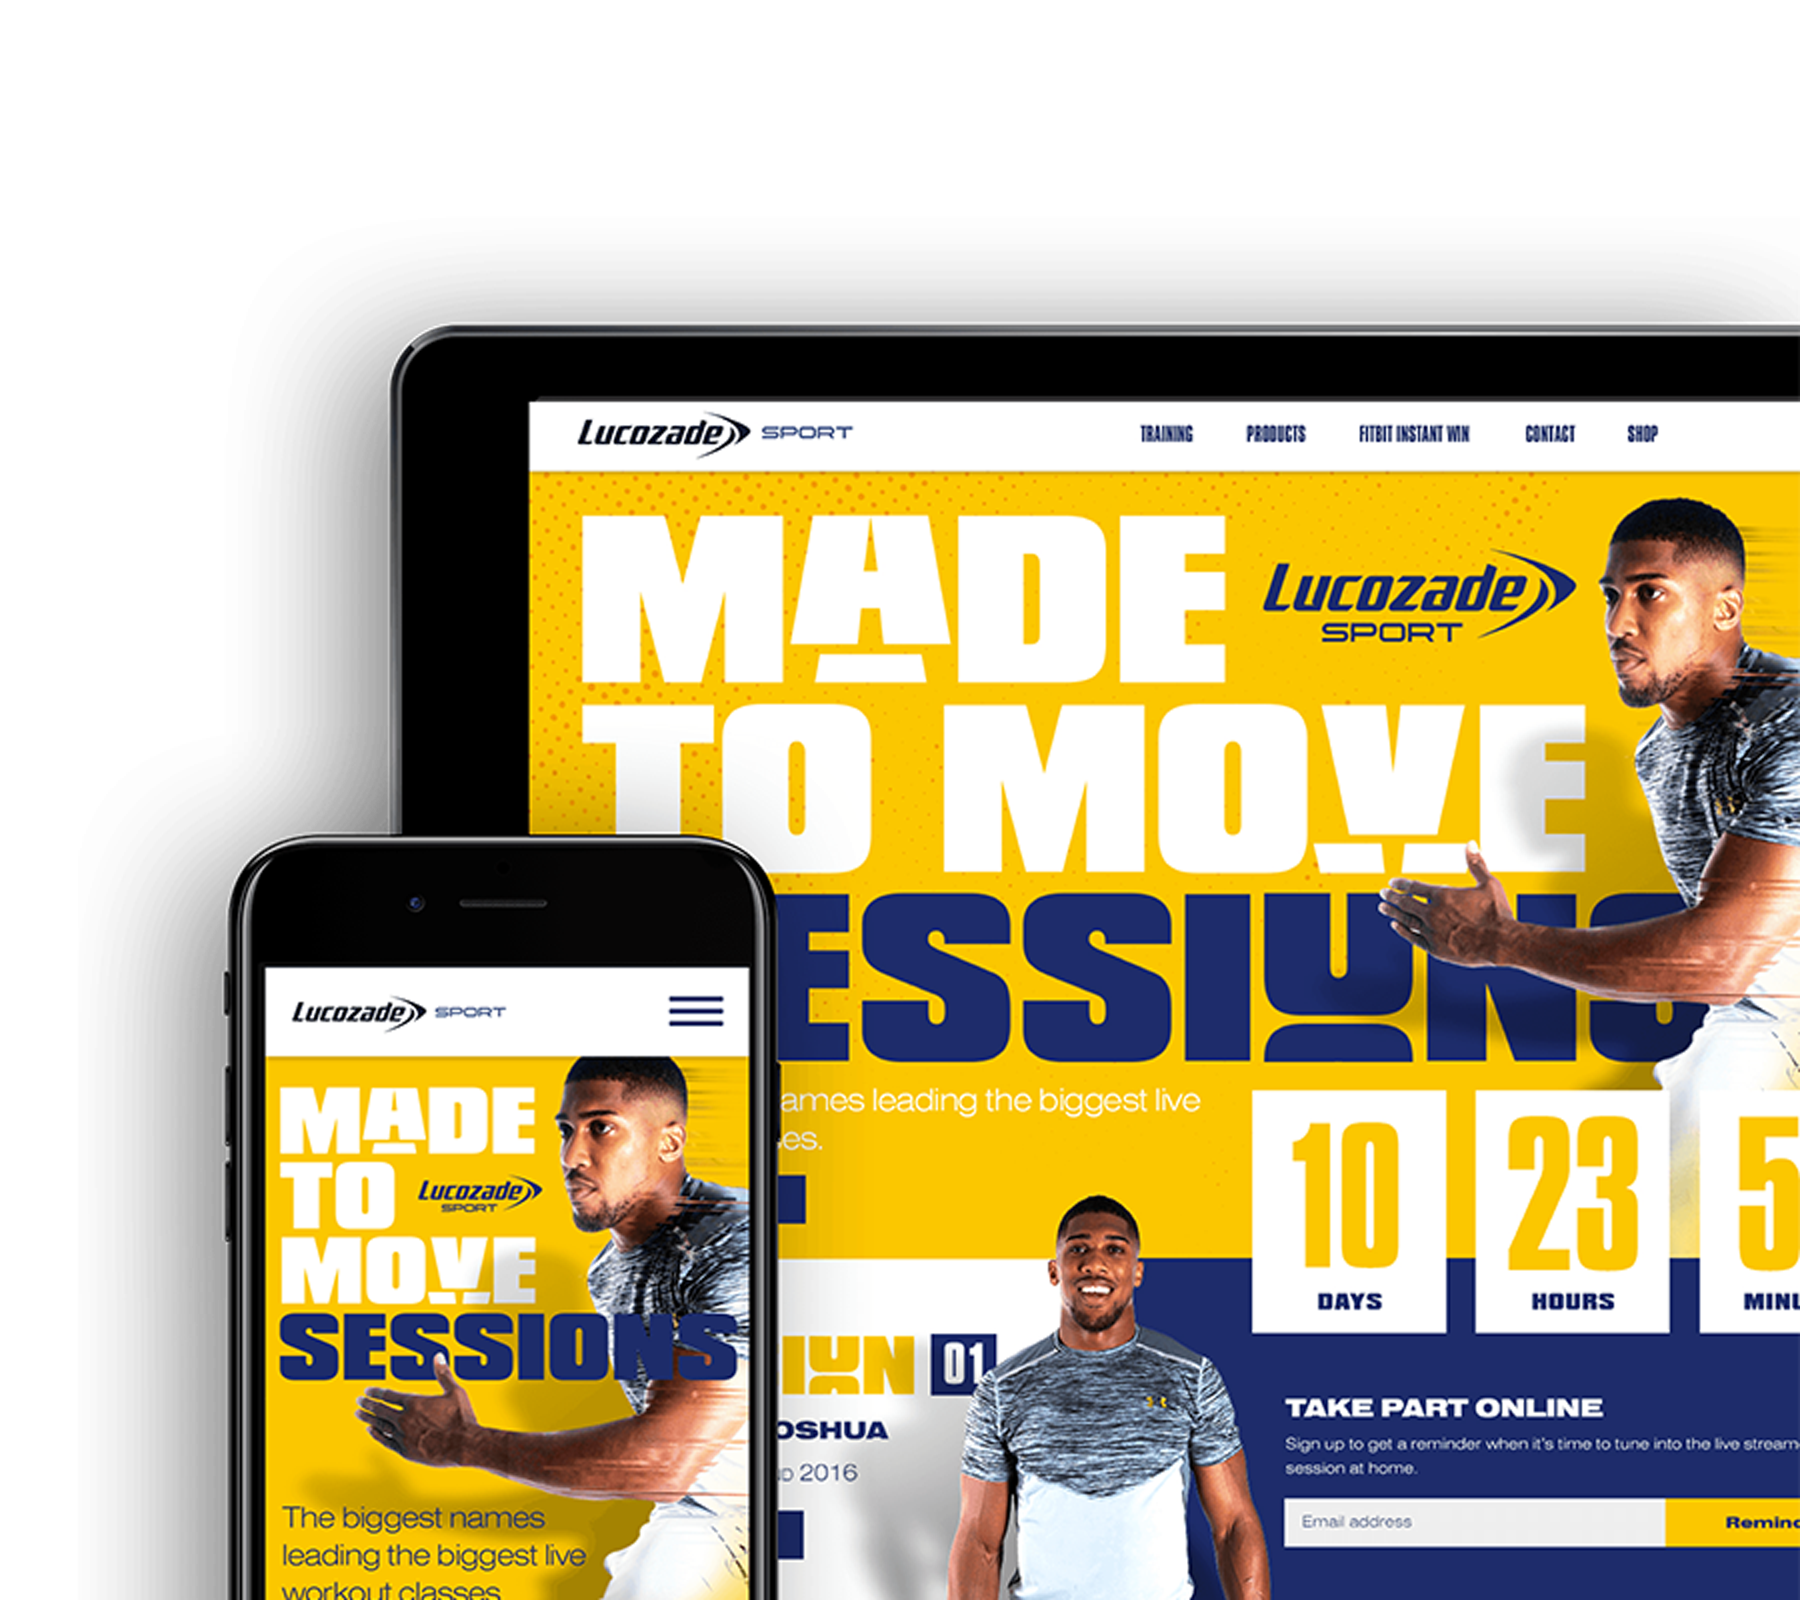 Lucozade SPORT
TRAINING PRODUCTS FITBIT INSTANT WIN CONTACT SHOP
MADE
Lucozade
SPORT
TO MOVE
ESSIONS
ames leading the biggest live
es.
10 23 5
DAYS HOURS MINU
ION 01
OSHUA
ND 2016
TAKE PART ONLINE
Sign up to get a reminder when it's time to tune into the live stream
session at home.
Email address Remind
Lucozade SPORT
MADE
TO
Lucozade
SPORT
MOVE
SESSIONS
The biggest names
leading the biggest live
workout classes